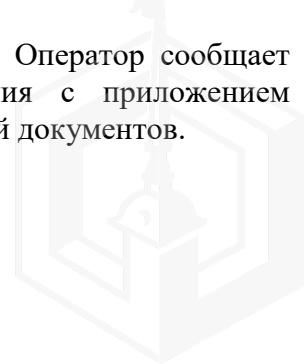 Оператор сообщает
ия с приложением
й документов.